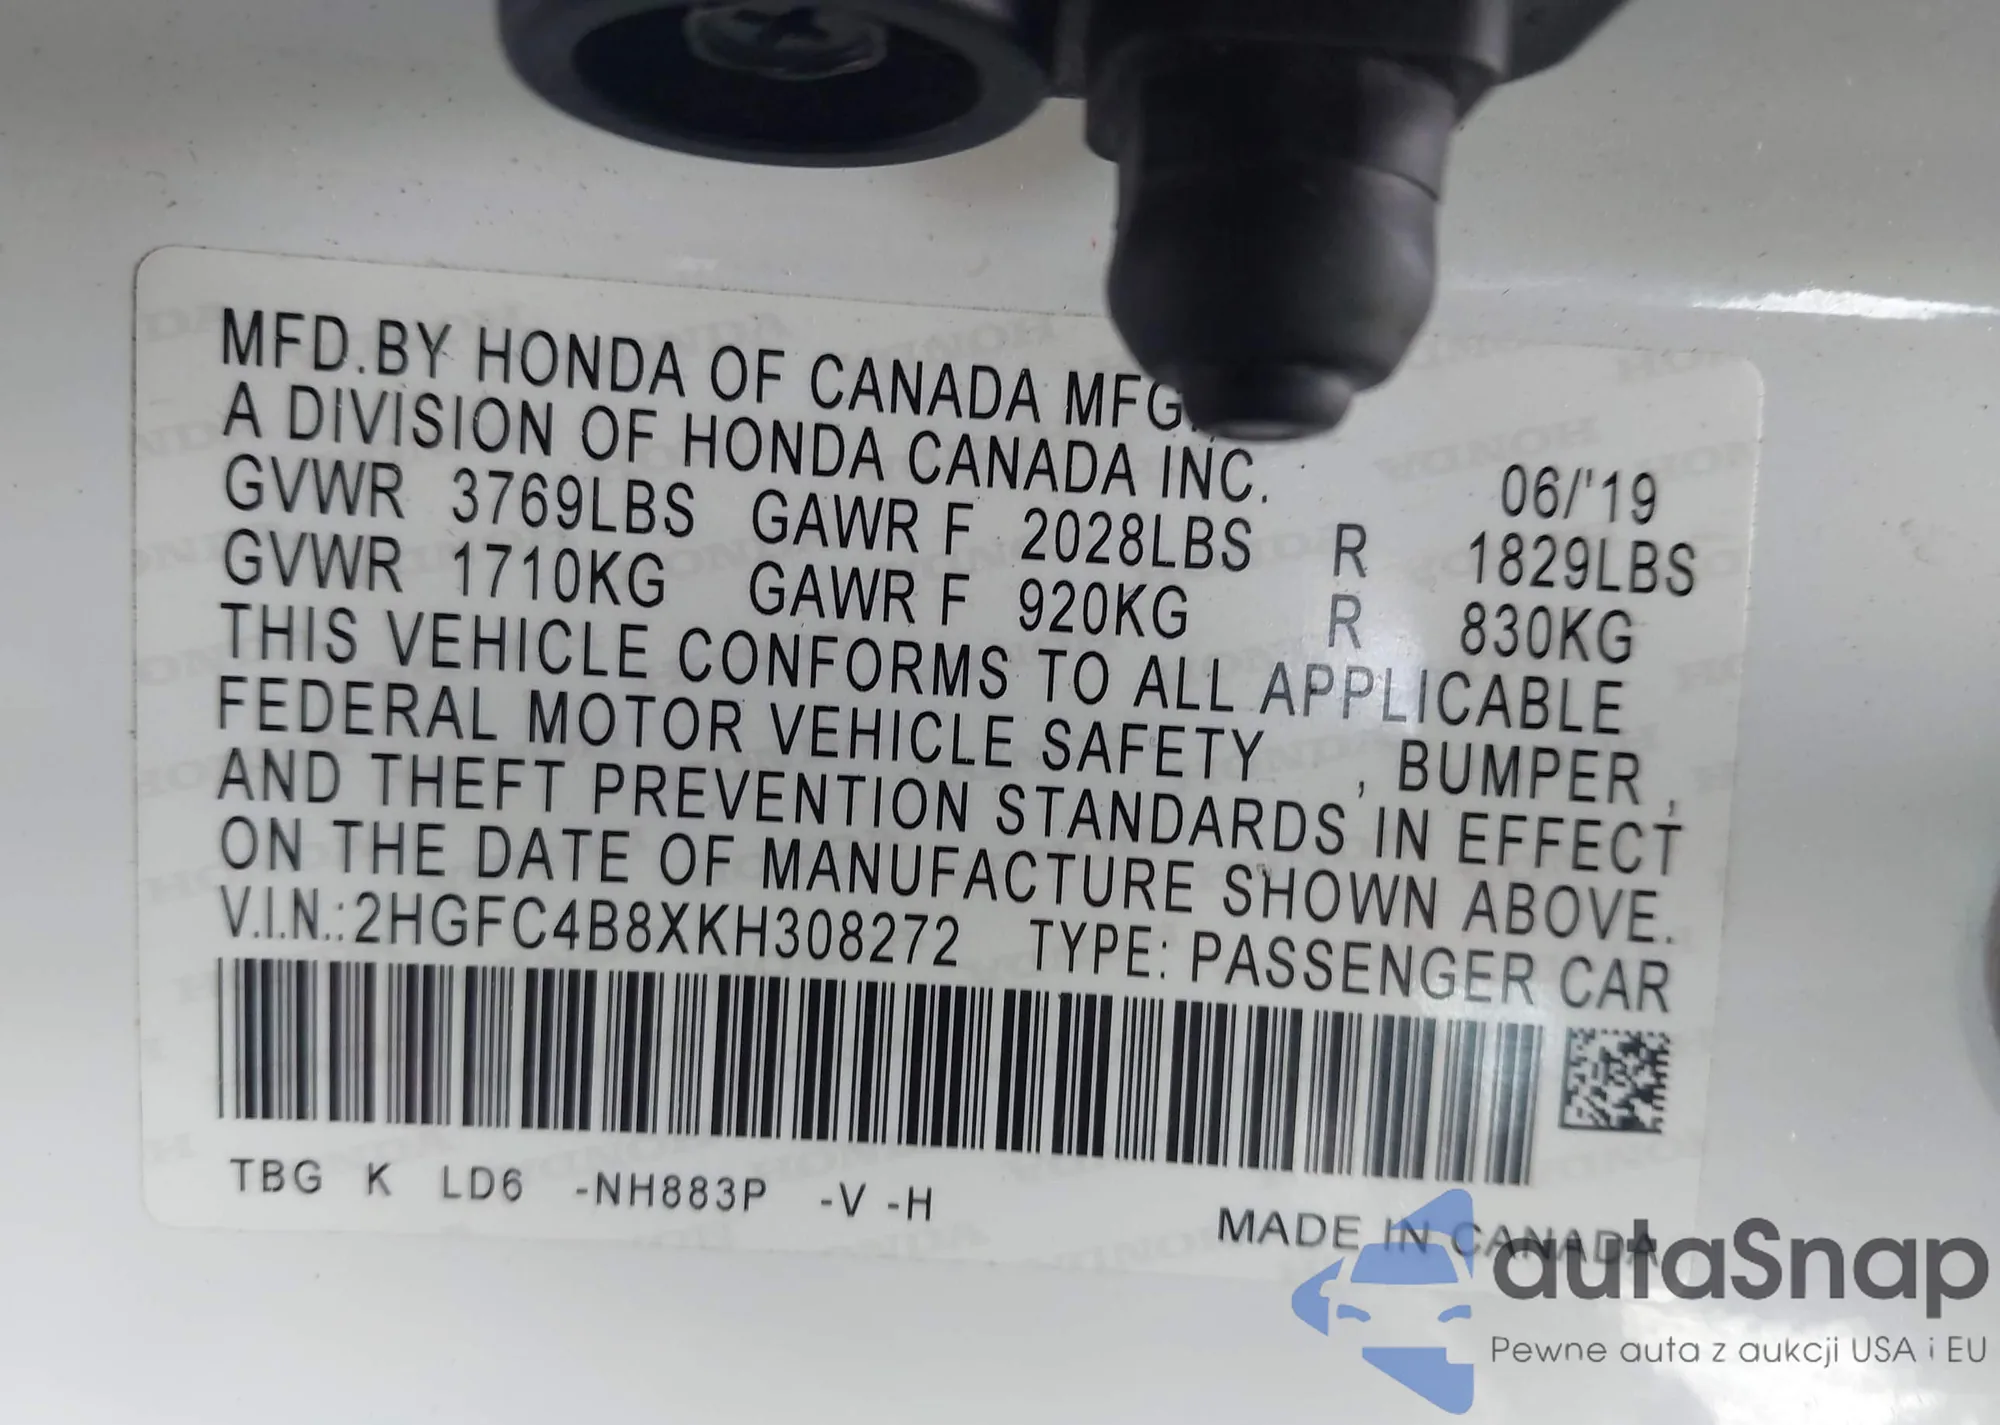 MFD.BY HONDA OF CANADA MFG.,
A DIVISION OF HONDA CANADA INC. 06/'19
GVWR 3769LBS GAWR F 2028LBS R 1829LBS
GVWR 1710KG GAWR F 920KG R 830KG
THIS VEHICLE CONFORMS TO ALL APPLICABLE
FEDERAL MOTOR VEHICLE SAFETY , BUMPER ,
AND THEFT PREVENTION STANDARDS IN EFFECT
ON THE DATE OF MANUFACTURE SHOWN ABOVE.
V.I.N.:2HGFC4B8XKH308272 TYPE: PASSENGER CAR
TBG K LD6 -NH883P -V -H
MADE IN CANADA
autaSnap
Pewne auta z aukcji USA i EU